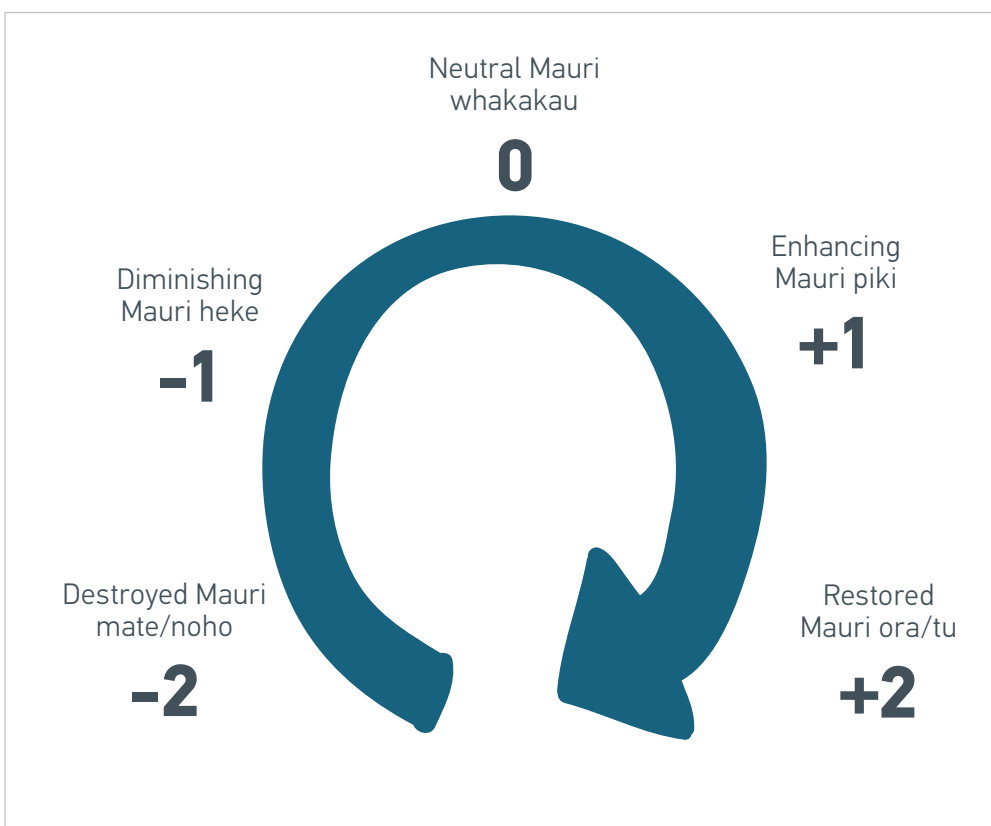 Neutral Mauri
whakakau
0
Enhancing
Mauri piki
+1
Diminishing
Mauri heke
-1
Destroyed Mauri
mate/noho
-2
Restored
Mauri ora/tu
+2